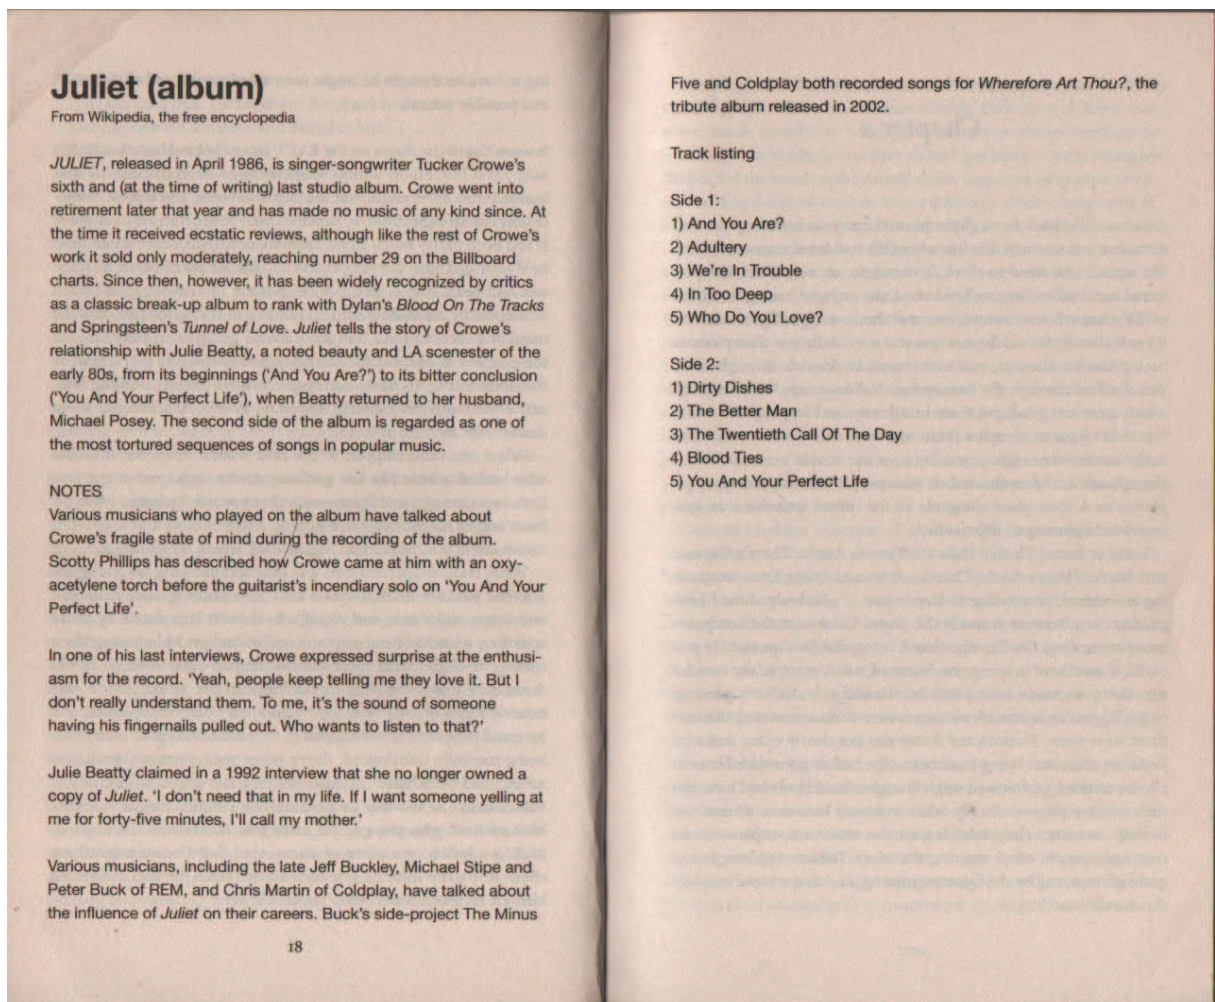 Juliet (album)
From Wikipedia, the free encyclopedia
JULIET, released in April 1986, is singer-songwriter Tucker Crowe's
sixth and (at the time of writing) last studio album. Crowe went into
retirement later that year and has made no music of any kind since. At
the time it received ecstatic reviews, although like the rest of Crowe's
work it sold only moderately, reaching number 29 on the Billboard
charts. Since then, however, it has been widely recognized by critics
as a classic break-up album to rank with Dylan's Blood On The Tracks
and Springsteen's Tunnel of Love. Juliet tells the story of Crowe's
relationship with Julie Beatty, a noted beauty and LA scenester of the
early 80s, from its beginnings ('And You Are?') to its bitter conclusion
('You And Your Perfect Life'), when Beatty returned to her husband,
Michael Posey. The second side of the album is regarded as one of
the most tortured sequences of songs in popular music.
NOTES
Various musicians who played on the album have talked about
Crowe's fragile state of mind during the recording of the album.
Scotty Phillips has described how Crowe came at him with an oxy-
acetylene torch before the guitarist's incendiary solo on 'You And Your
Perfect Life'.
In one of his last interviews, Crowe expressed surprise at the enthusi-
asm for the record. 'Yeah, people keep telling me they love it. But I
don't really understand them. To me, it's the sound of someone
having his fingernails pulled out. Who wants to listen to that?'
Julie Beatty claimed in a 1992 interview that she no longer owned a
copy of Juliet. 'I don't need that in my life. If I want someone yelling at
me for forty-five minutes, I'll call my mother.'
Various musicians, including the late Jeff Buckley, Michael Stipe and
Peter Buck of REM, and Chris Martin of Coldplay, have talked about
the influence of Juliet on their careers. Buck's side-project The Minus
18
Five and Coldplay both recorded songs for Wherefore Art Thou?, the
tribute album released in 2002.
Track listing
Side 1:
1) And You Are?
2) Adultery
3) We're In Trouble
4) In Too Deep
5) Who Do You Love?
Side 2:
1) Dirty Dishes
2) The Better Man
3) The Twentieth Call Of The Day
4) Blood Ties
5) You And Your Perfect Life